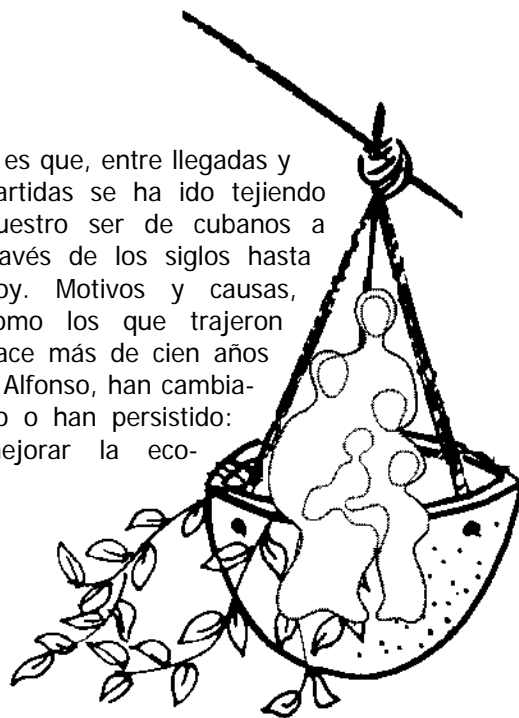 es que, entre llegadas y
artidas se ha ido tejiendo
uestro ser de cubanos a
avés de los siglos hasta
oy. Motivos y causas,
omo los que trajeron
ace más de cien años
Alfonso, han cambia-
o o han persistido:
mejorar la eco-